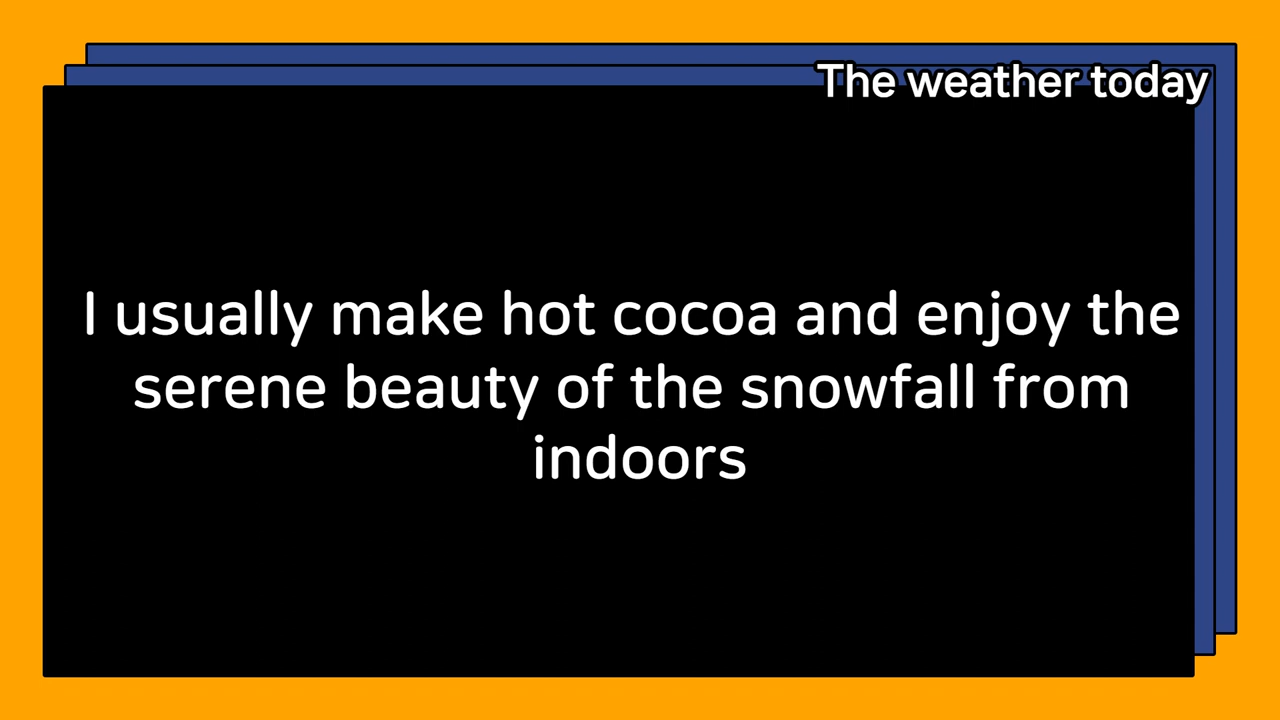 The weather today
I usually make hot cocoa and enjoy the
serene beauty of the snowfall from
indoors